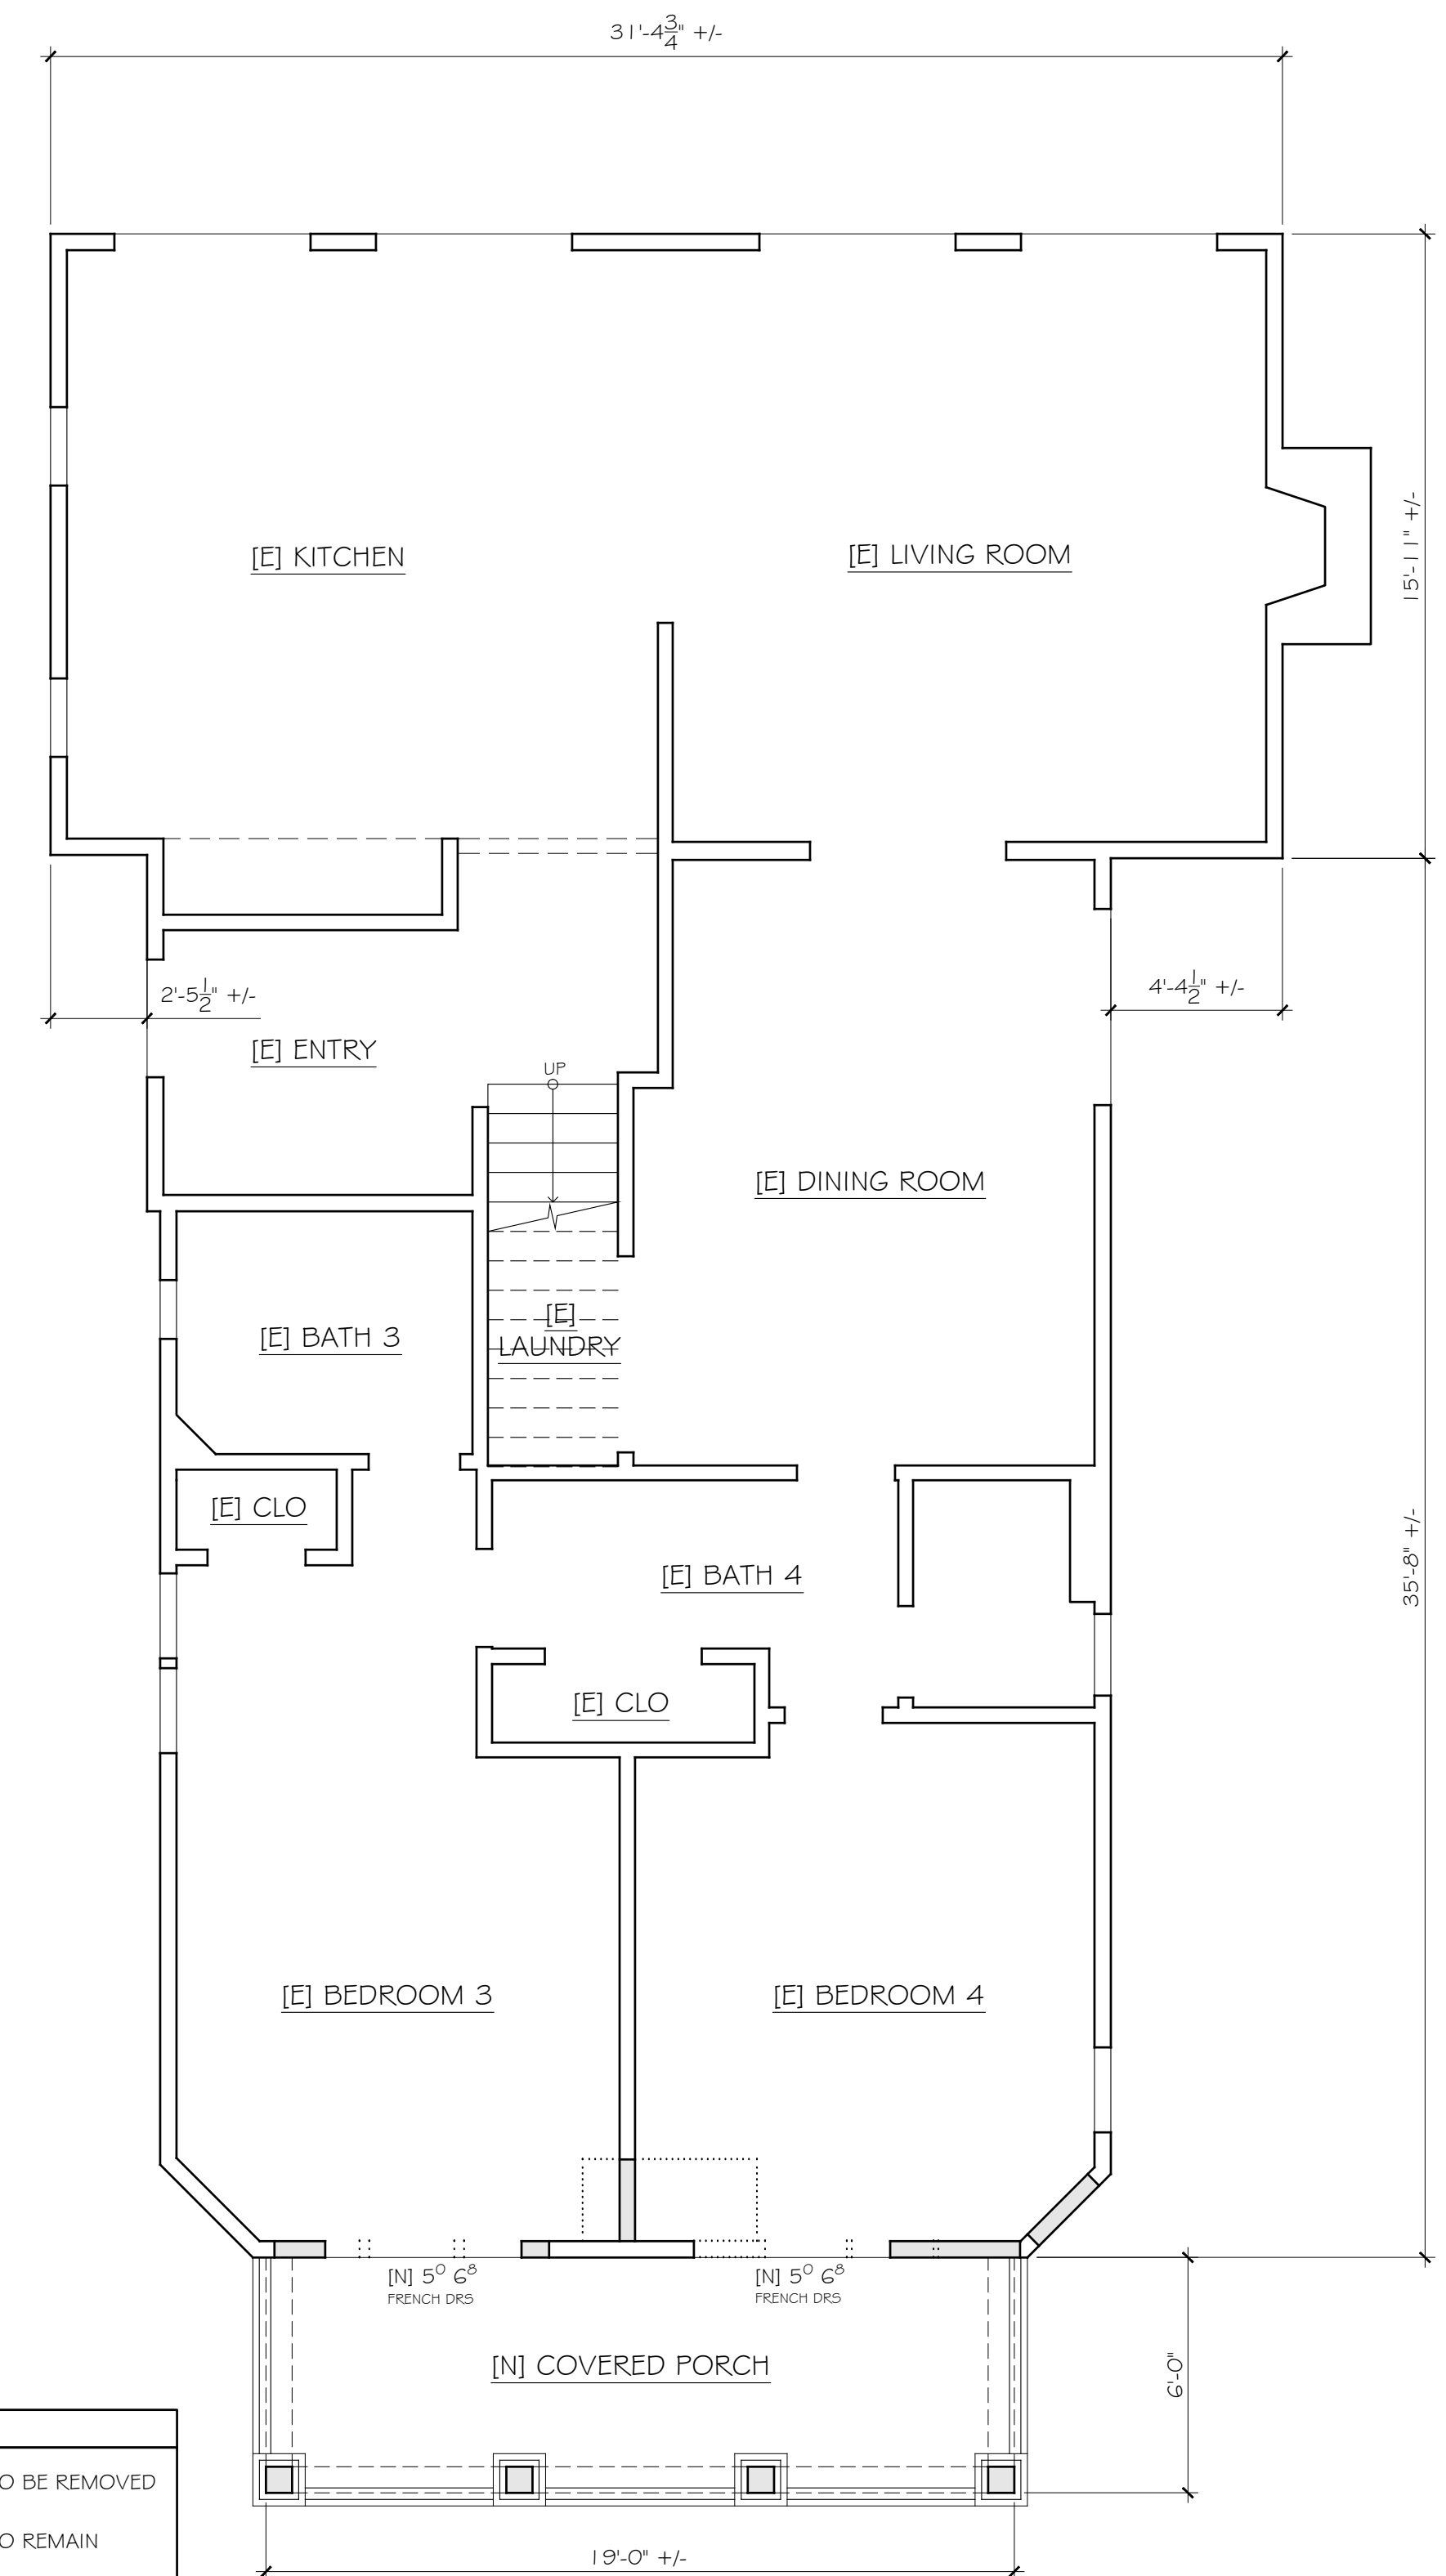 31'-4 3/4" +/-
15'-11" +/-
[E] KITCHEN
[E] LIVING ROOM
2'-5 1/2" +/-
4'-4 1/2" +/-
[E] ENTRY
UP
[E] DINING ROOM
[E]
LAUNDRY
[E] BATH 3
[E] CLO
35'-8" +/-
[E] BATH 4
[E] CLO
[E] BEDROOM 3
[E] BEDROOM 4
[N] 5⁰ 6⁸
FRENCH DRS
[N] 5⁰ 6⁸
FRENCH DRS
[N] COVERED PORCH
6'-0"
O BE REMOVED
O REMAIN
19'-0" +/-